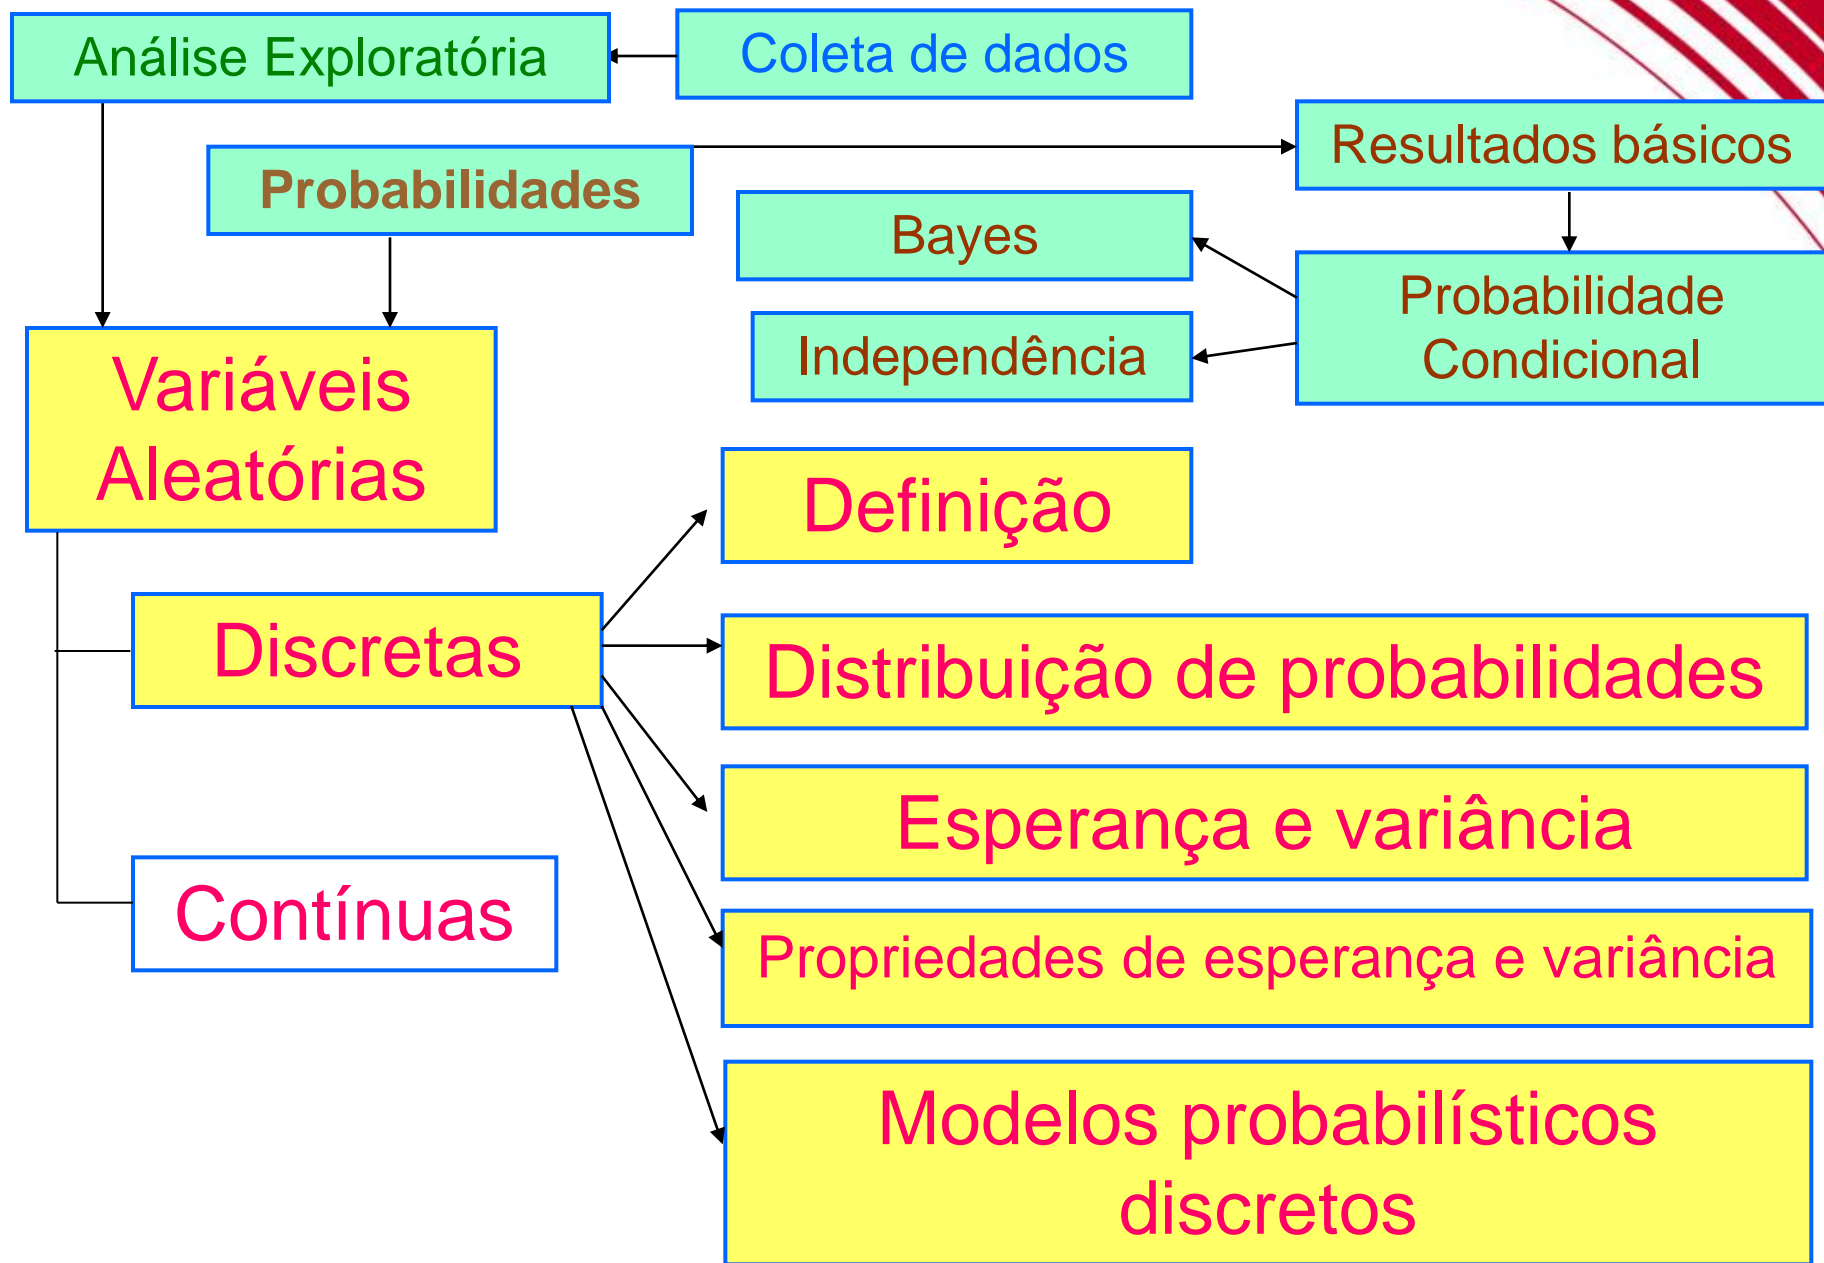 Análise Exploratória
Coleta de dados
Resultados básicos
Probabilidades
Bayes
Probabilidade
Condicional
Independência
Variáveis
Aleatórias
Definição
Discretas
Distribuição de probabilidades
Esperança e variância
Contínuas
Propriedades de esperança e variância
Modelos probabilísticos
discretos